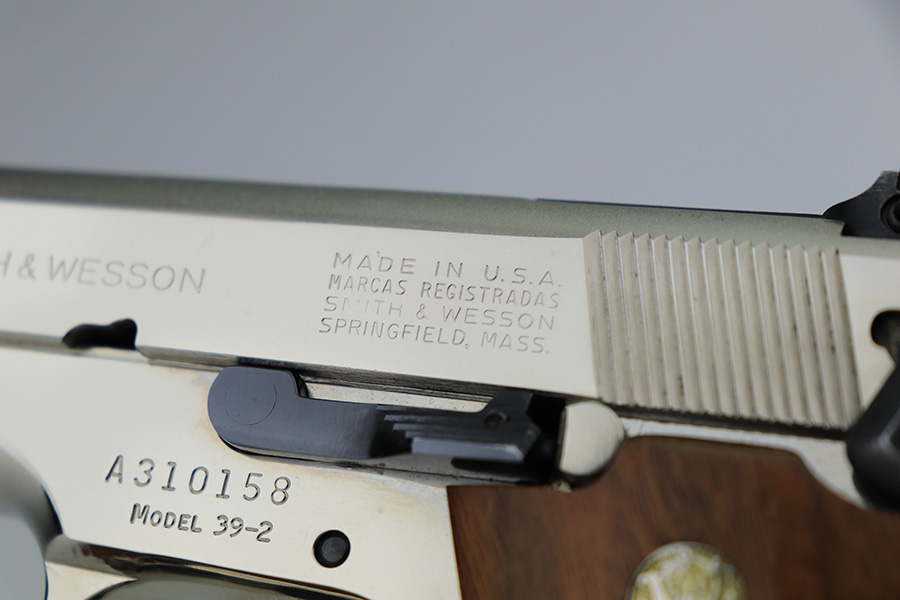 H & WESSON
MADE IN U.S.A.
MARCAS REGISTRADAS
SMITH & WESSON
SPRINGFIELD, MASS.
A310158
MODEL 39-2